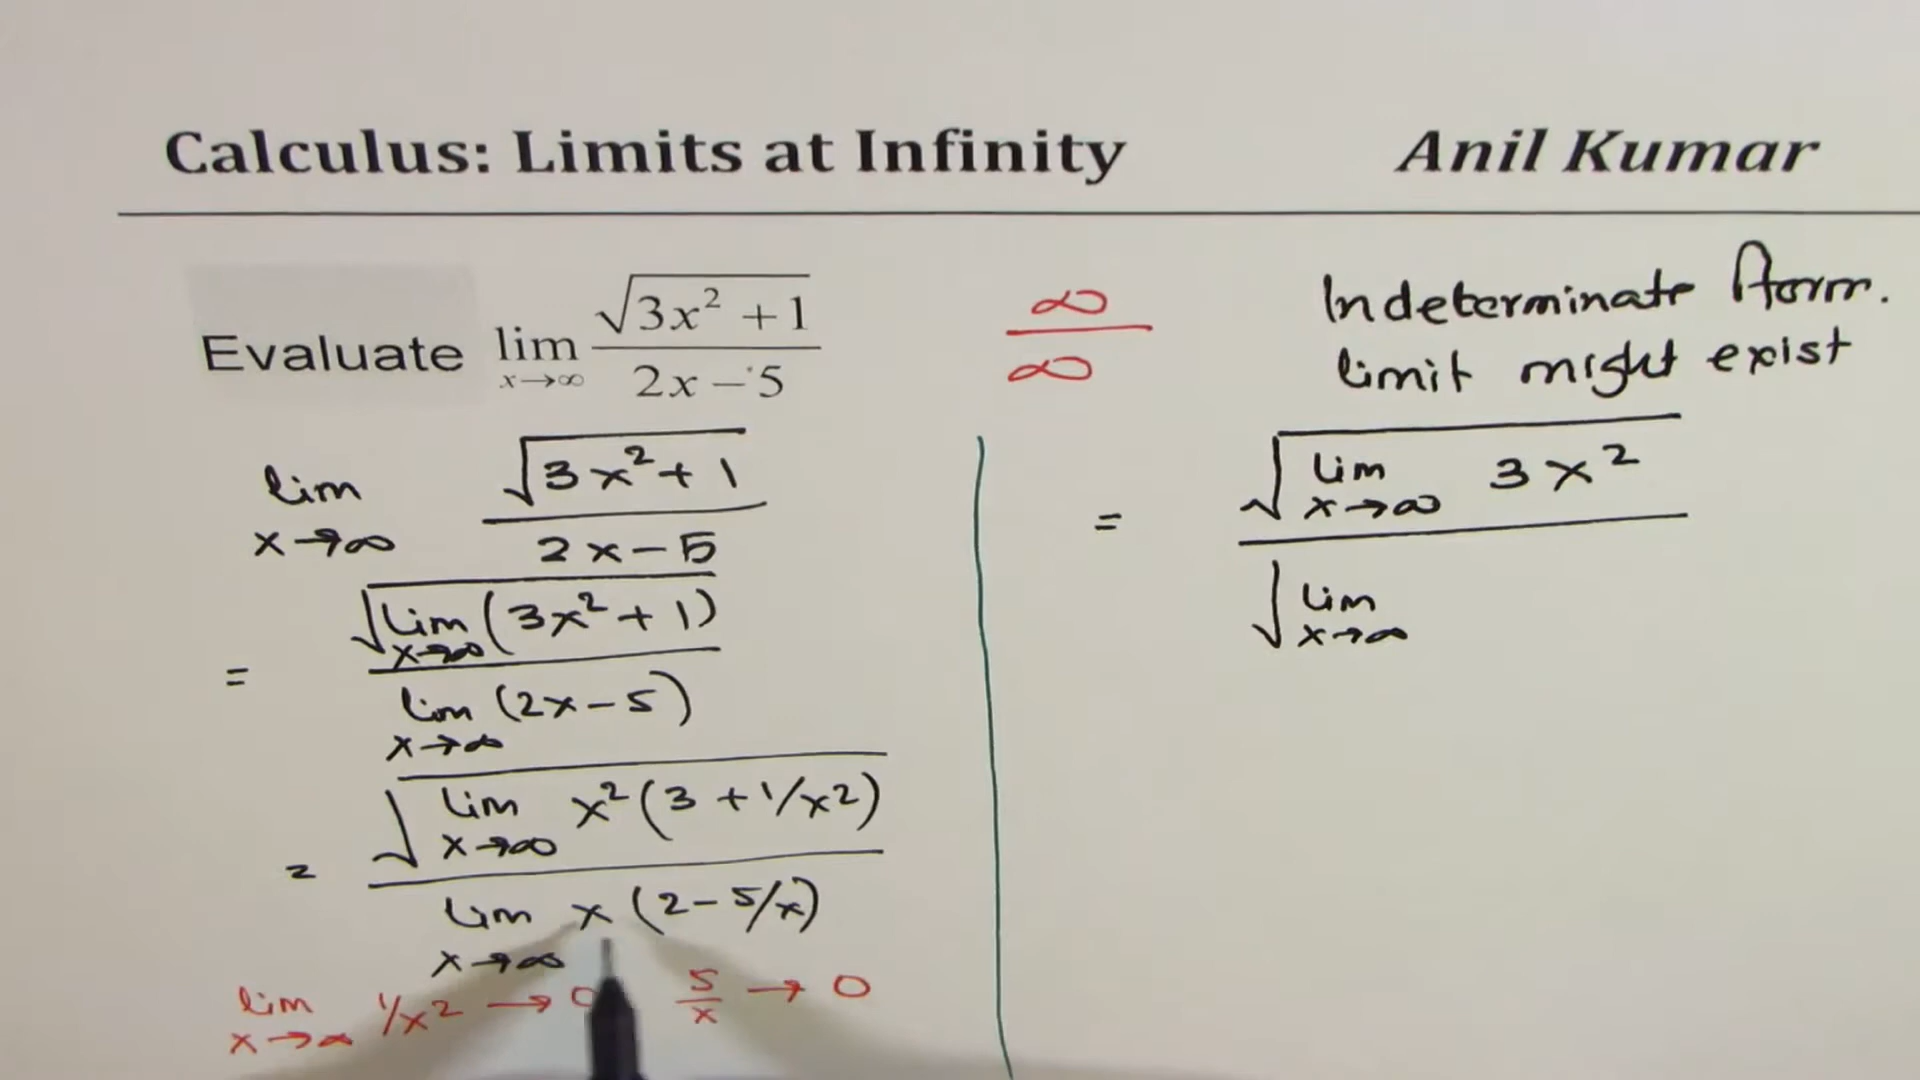 Calculus: Limits at Infinity Anil Kumar
Evaluate lim x→∞ √(3x² + 1) / (2x − 5)
∞ / ∞
Indeterminate form.
limit might exist
lim x→∞ √(3x² + 1) / (2x − 5)
= √(lim x→∞ (3x² + 1)) / lim x→∞ (2x − 5)
= √(lim x→∞ x² (3 + 1/x²)) / lim x→∞ x (2 − 5/x)
lim x→∞ 1/x² → 0 5/x → 0
= √(lim x→∞ 3x²) / √(lim x→∞